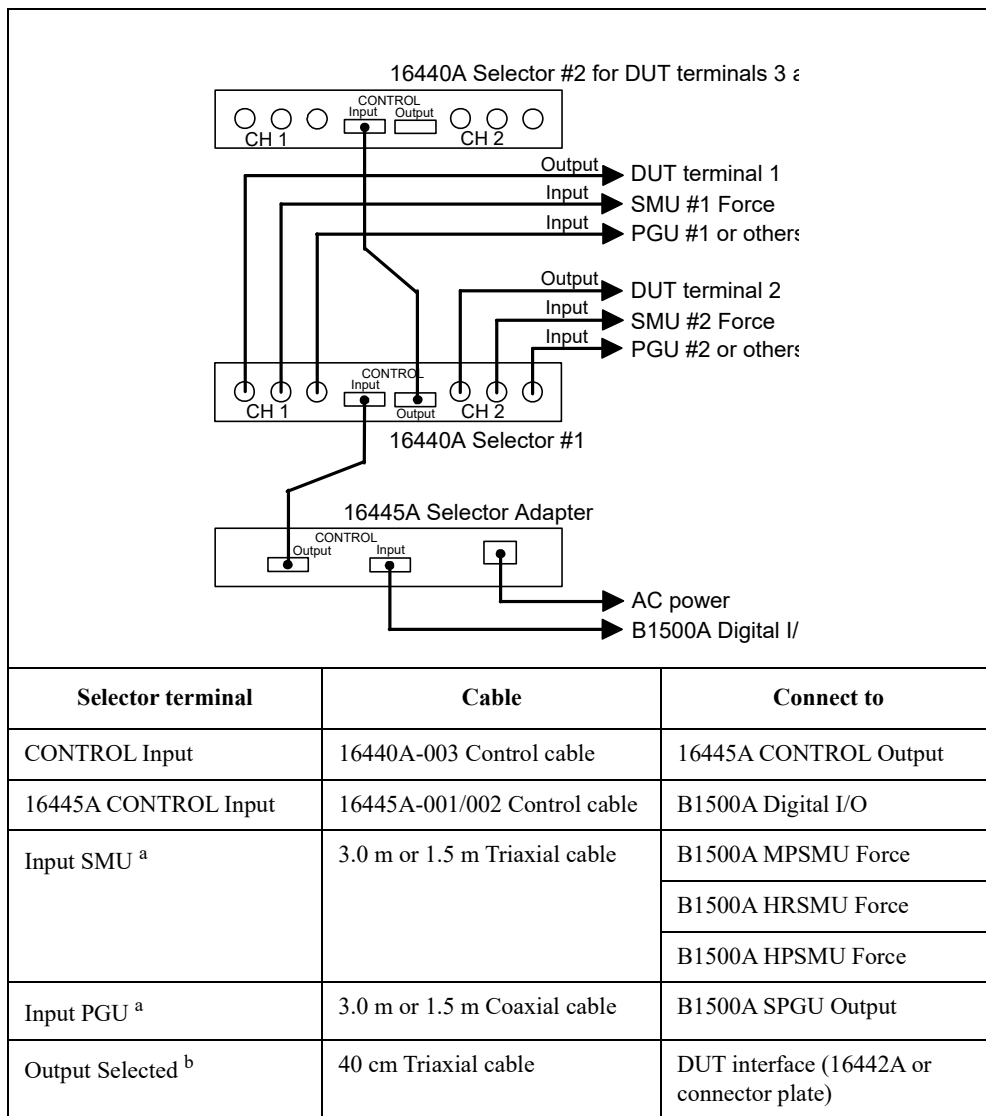 16440A Selector #2 for DUT terminals 3 a
CONTROL
Input Output
CH 1 CH 2
Output DUT terminal 1
Input SMU #1 Force
Input PGU #1 or others
Output DUT terminal 2
Input SMU #2 Force
Input PGU #2 or others
CONTROL
Input
CH 1 Output CH 2
16440A Selector #1
16445A Selector Adapter
CONTROL
Output Input
AC power
B1500A Digital I/
Selector terminal Cable Connect to
CONTROL Input 16440A-003 Control cable 16445A CONTROL Output
16445A CONTROL Input 16445A-001/002 Control cable B1500A Digital I/O
Input SMU a 3.0 m or 1.5 m Triaxial cable B1500A MPSMU Force
B1500A HRSMU Force
B1500A HPSMU Force
Input PGU a 3.0 m or 1.5 m Coaxial cable B1500A SPGU Output
Output Selected b 40 cm Triaxial cable DUT interface (16442A or
connector plate)